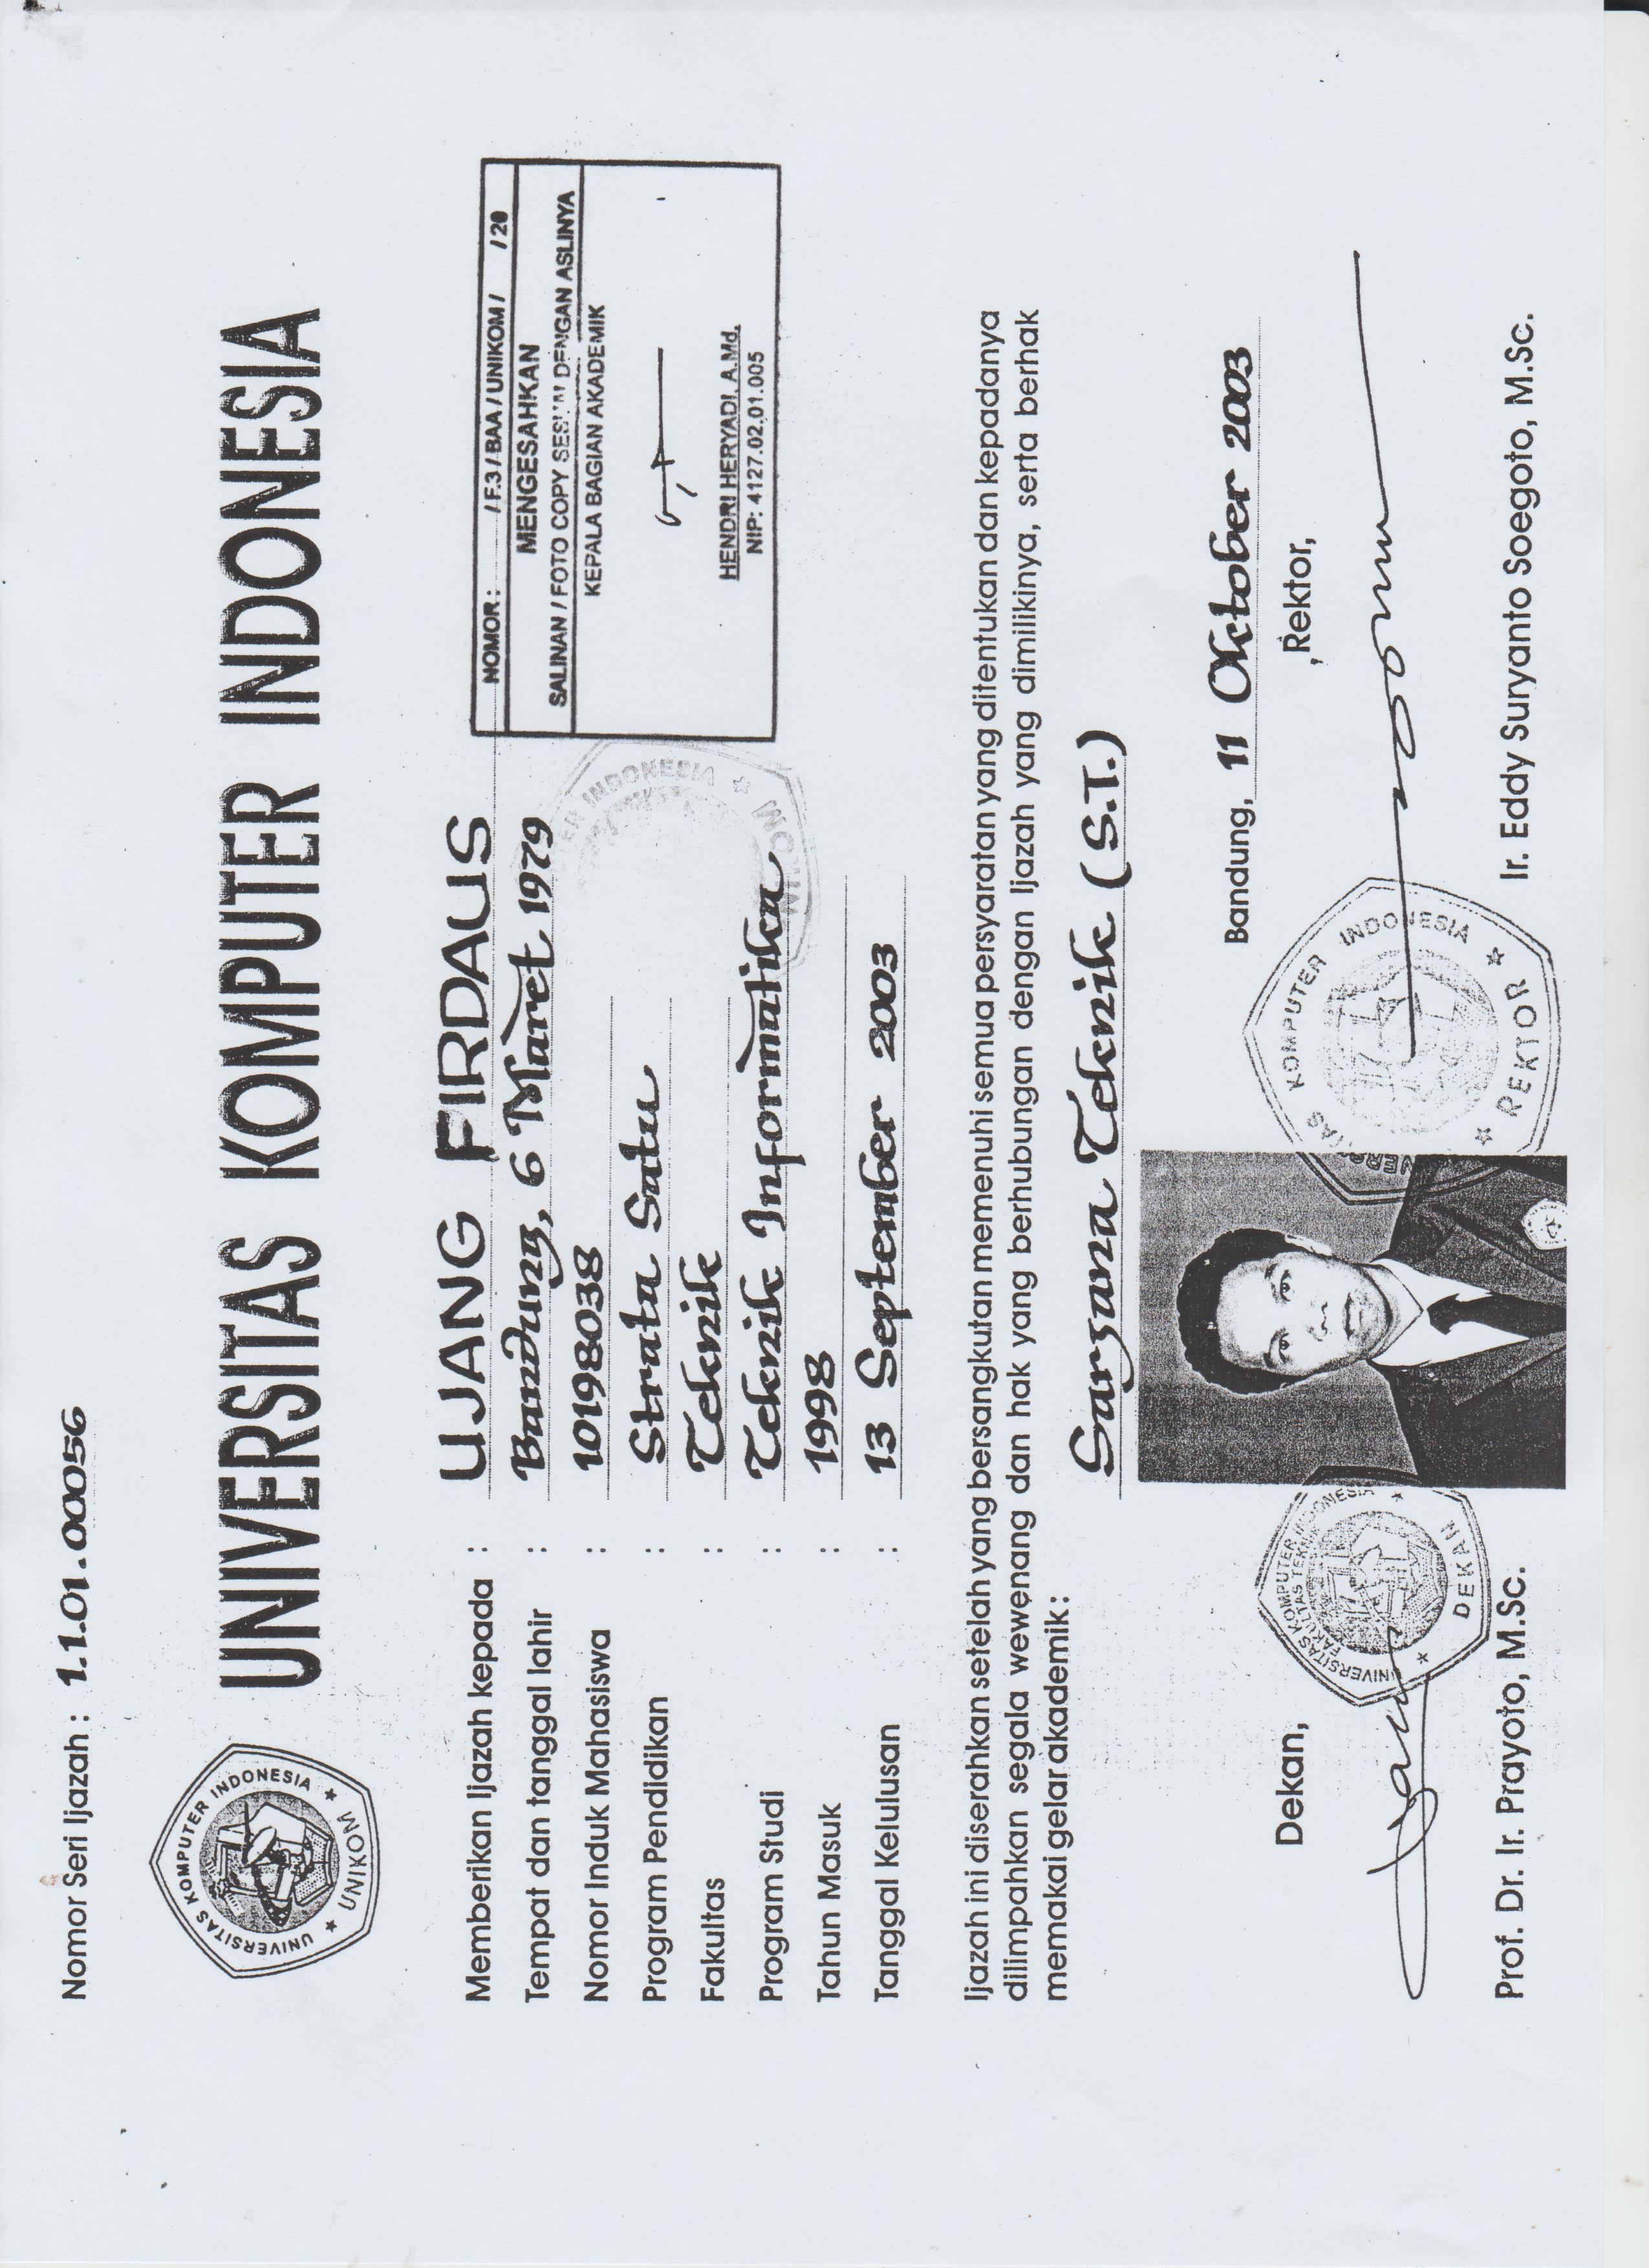 Nomor Seri Ijazah : 1.1.01.00056
UNIVERSITAS KOMPUTER INDONESIA
UNIKOM
UNIVERSITAS KOMPUTER INDONESIA
Memberikan Ijazah kepada : UJANG FIRDAUS
Tempat dan tanggal lahir : Bandung, 6 Maret 1979
Nomor Induk Mahasiswa : 10198038
Program Pendidikan : Strata Satu
Fakultas : Teknik
Program Studi : Teknik Informatika
Tahun Masuk : 1998
Tanggal Kelulusan : 13 September 2003
NOMOR : / F.3 / BAA / UNIKOM / / 20
MENGESAHKAN
SALINAN / FOTO COPY SESUAI DENGAN ASLINYA
KEPALA BAGIAN AKADEMIK
HENDRI HERYADI, A.Md.
NIP: 4127.02.01.005
INDONESIA
UNIKOM
Ijazah ini diserahkan setelah yang bersangkutan memenuhi semua persyaratan yang ditentukan dan kepadanya
dilimpahkan segala wewenang dan hak yang berhubungan dengan Ijazah yang dimilikinya, serta berhak
memakai gelar akademik :
Sarjana Teknik (S.T.)
Bandung, 11 Oktober 2003
Dekan,
Rektor,
UNIVERSITAS KOMPUTER INDONESIA
FAKULTAS TEKNIK
DEKAN
KOMPUTER INDONESIA
REKTOR
Prof. Dr. Ir. Prayoto, M.Sc.
Ir. Eddy Suryanto Soegoto, M.Sc.